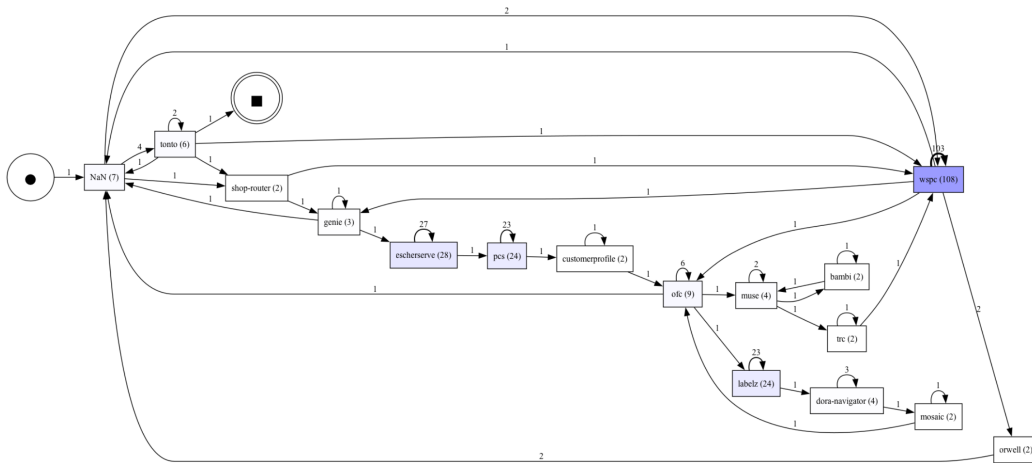 2
1
2
4
1
1
1
tonto (6)
1
103
1
NaN (7)
1
1
1
wspc (108)
shop-router (2)
1
1
1
1
genie (3)
1
27
23
1
1
escherserve (28)
1
pcs (24)
1
customerprofile (2)
1
1
1
6
2
bambi (2)
1
ofc (9)
1
muse (4)
1
1
1
1
2
trc (2)
1
23
labelz (24)
1
3
dora-navigator (4)
1
1
mosaic (2)
1
orwell (2)
2